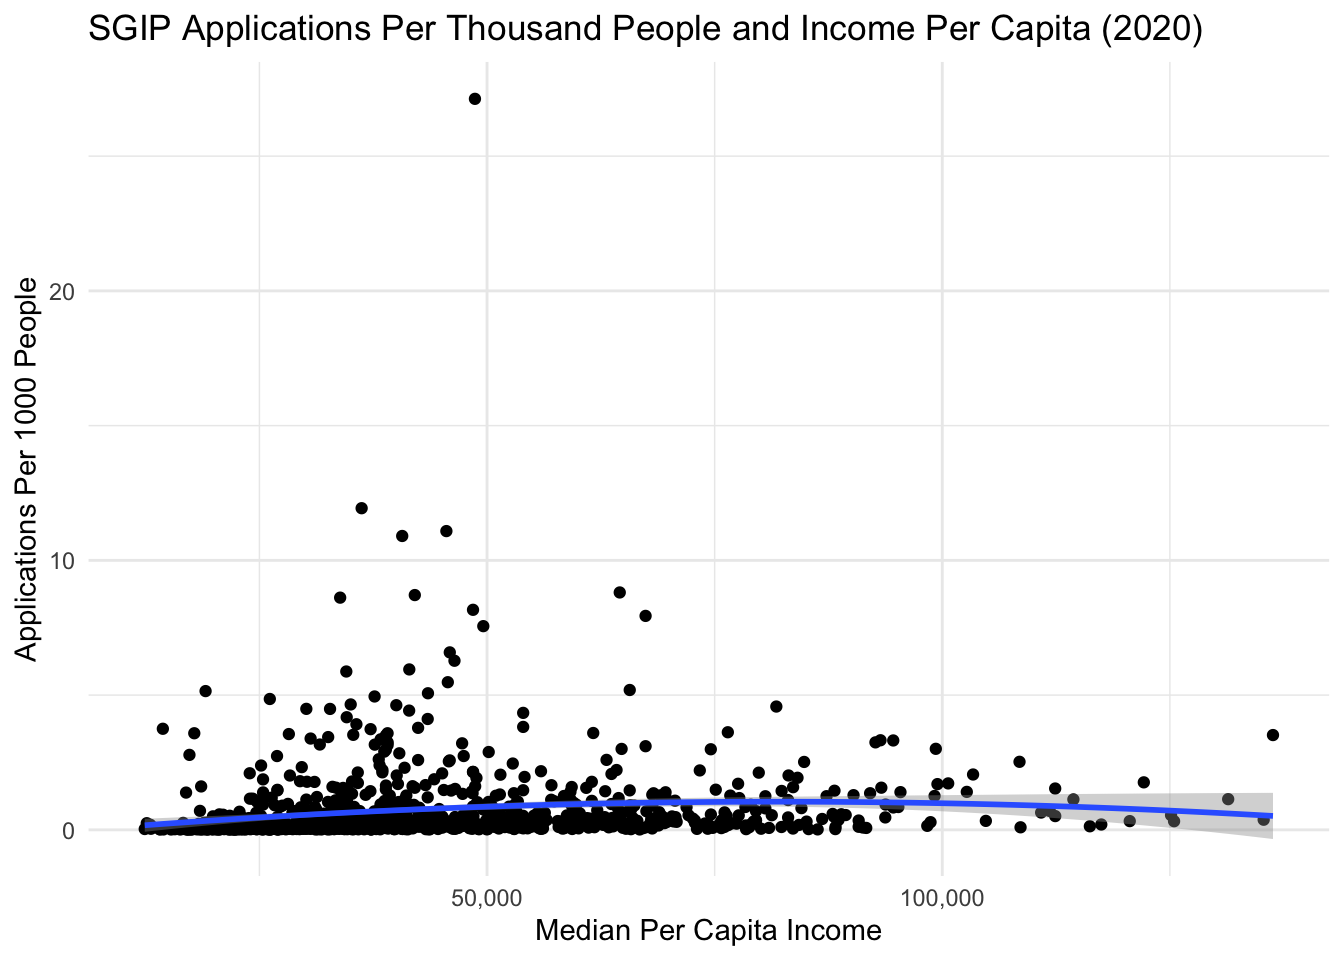 SGIP Applications Per Thousand People and Income Per Capita (2020)
Applications Per 1000 People
20
10
0
50,000
100,000
Median Per Capita Income